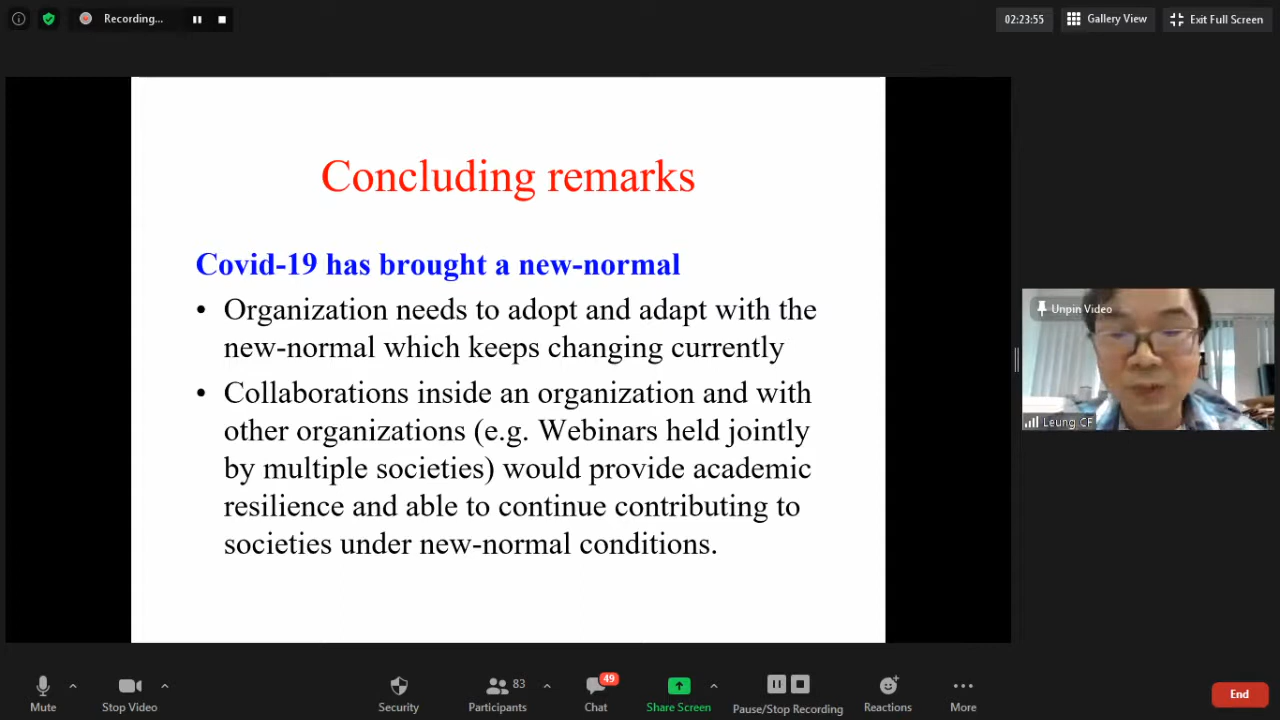 Recording...
02:23:55
Gallery View
Exit Full Screen
Concluding remarks
Covid-19 has brought a new-normal
• Organization needs to adopt and adapt with the
new-normal which keeps changing currently
• Collaborations inside an organization and with
other organizations (e.g. Webinars held jointly
by multiple societies) would provide academic
resilience and able to continue contributing to
societies under new-normal conditions.
Unpin Video
Leung CF
Mute
Stop Video
Security
Participants
83
Chat
49
Share Screen
Pause/Stop Recording
Reactions
More
End